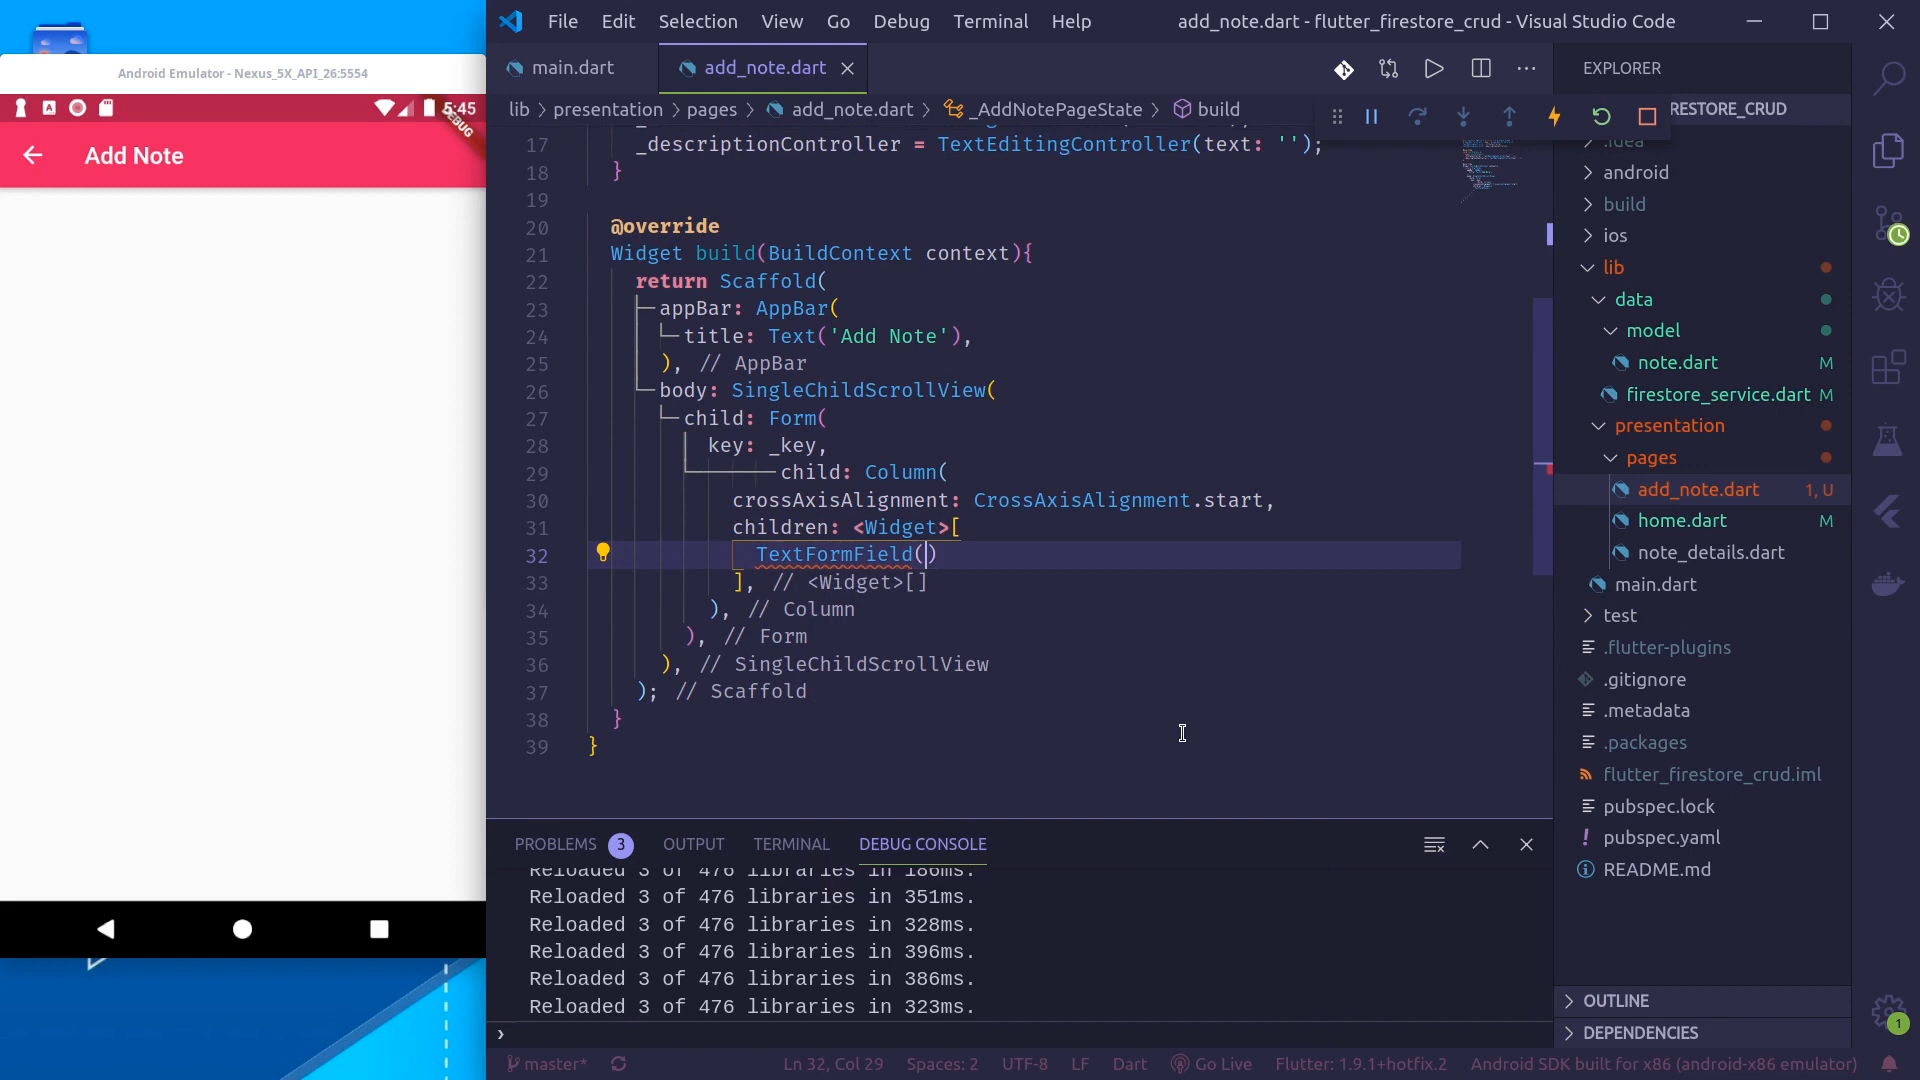 File Edit Selection View Go Debug Terminal Help
add_note.dart - flutter_firestore_crud - Visual Studio Code
Android Emulator - Nexus_5X_API_26:5554
5:45
DEBUG
Add Note
main.dart
add_note.dart
lib > presentation > pages > add_note.dart > _AddNotePageState > build
17 _descriptionController = TextEditingController(text: '');
18 }
19
20 @override
21 Widget build(BuildContext context){
22 return Scaffold(
23 appBar: AppBar(
24 title: Text('Add Note'),
25 ), // AppBar
26 body: SingleChildScrollView(
27 child: Form(
28 key: _key,
29 child: Column(
30 crossAxisAlignment: CrossAxisAlignment.start,
31 children: <Widget>[
32 TextFormField()
33 ], // <Widget>[]
34 ), // Column
35 ), // Form
36 ), // SingleChildScrollView
37 ); // Scaffold
38 }
39 }
PROBLEMS 3 OUTPUT TERMINAL DEBUG CONSOLE
Reloaded 3 of 476 libraries in 186ms.
Reloaded 3 of 476 libraries in 351ms.
Reloaded 3 of 476 libraries in 328ms.
Reloaded 3 of 476 libraries in 396ms.
Reloaded 3 of 476 libraries in 386ms.
Reloaded 3 of 476 libraries in 323ms.
EXPLORER
RESTORE_CRUD
.idea
android
build
ios
lib
data
model
note.dart M
firestore_service.dart M
presentation
pages
add_note.dart 1, U
home.dart M
note_details.dart
main.dart
test
.flutter-plugins
.gitignore
.metadata
.packages
flutter_firestore_crud.iml
pubspec.lock
pubspec.yaml
README.md
OUTLINE
DEPENDENCIES
1
master* Ln 32, Col 29 Spaces: 2 UTF-8 LF Dart Go Live Flutter: 1.9.1+hotfix.2 Android SDK built for x86 (android-x86 emulator)